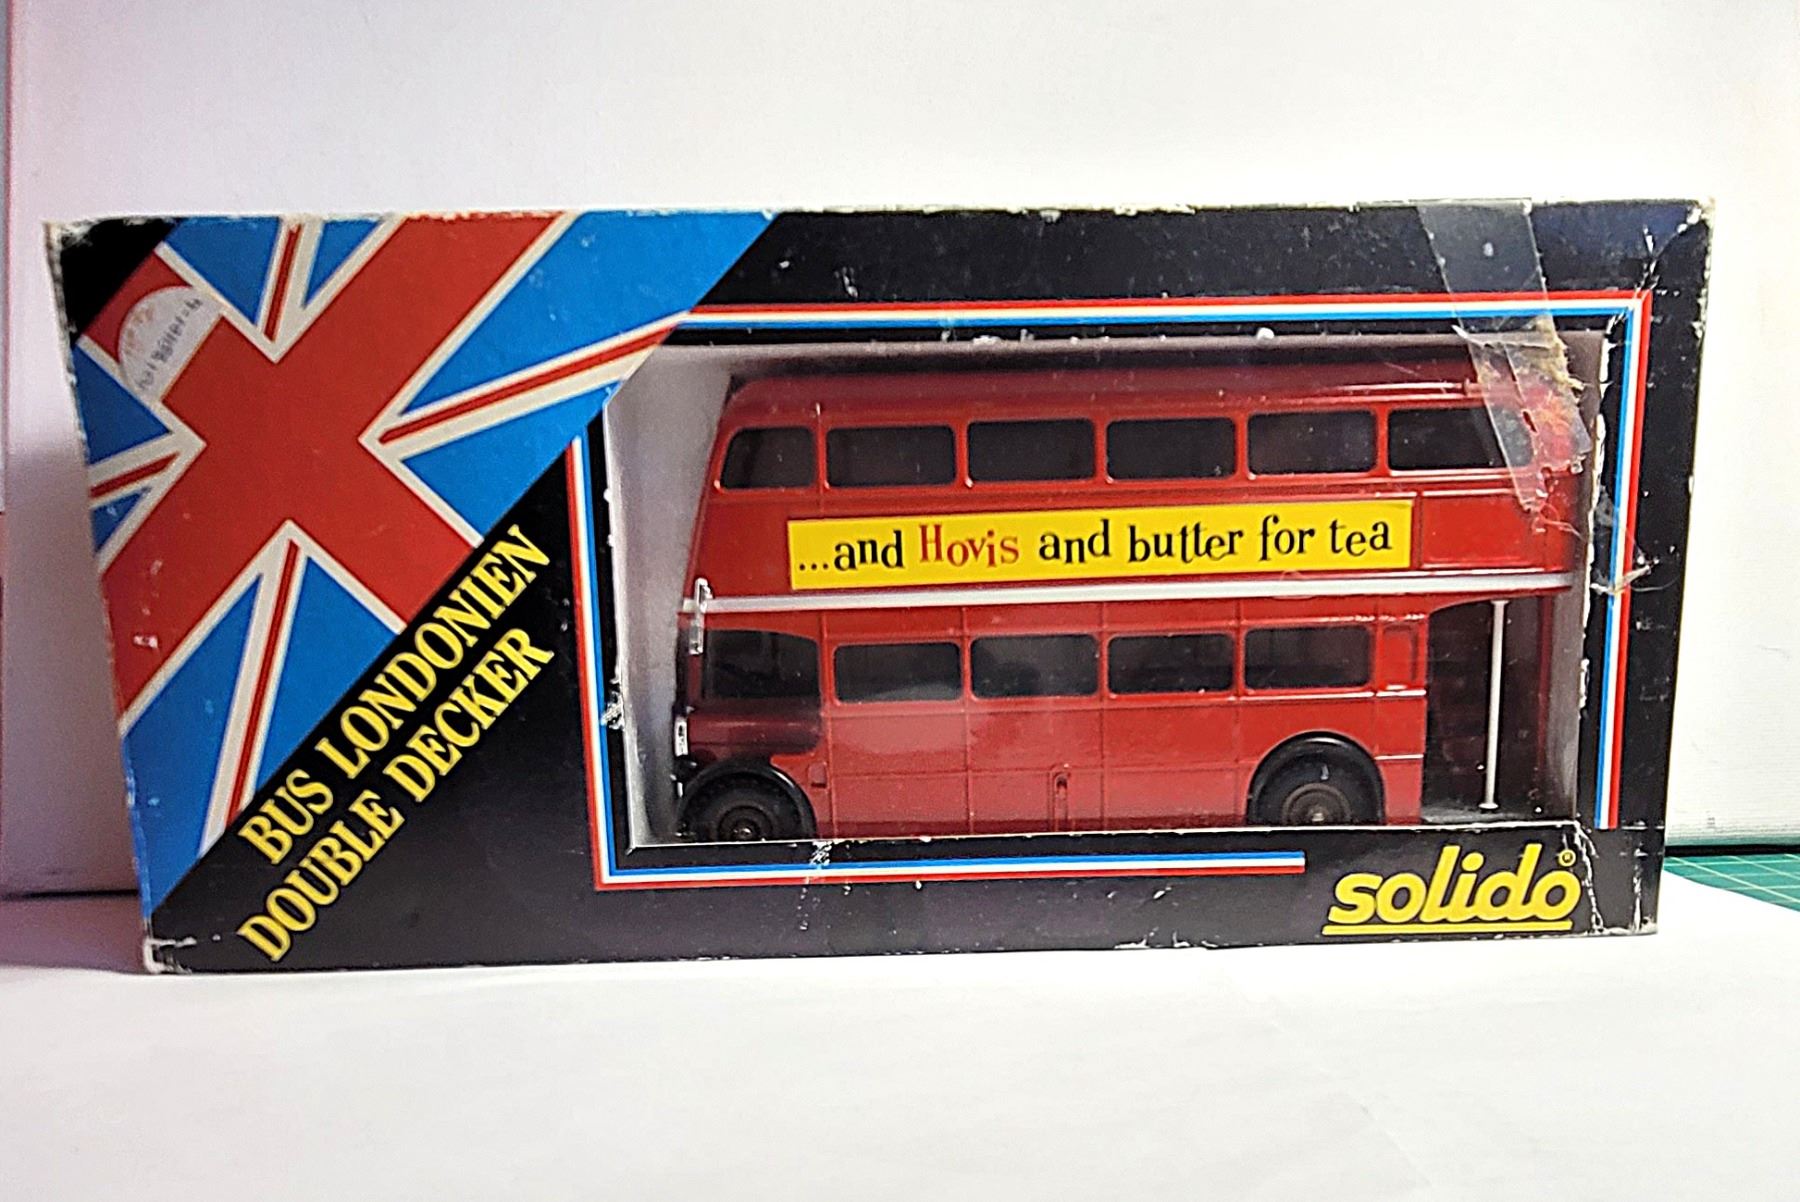 ...and Hovis and butter for tea
BUS LONDONIEN
DOUBLE DECKER
solido®